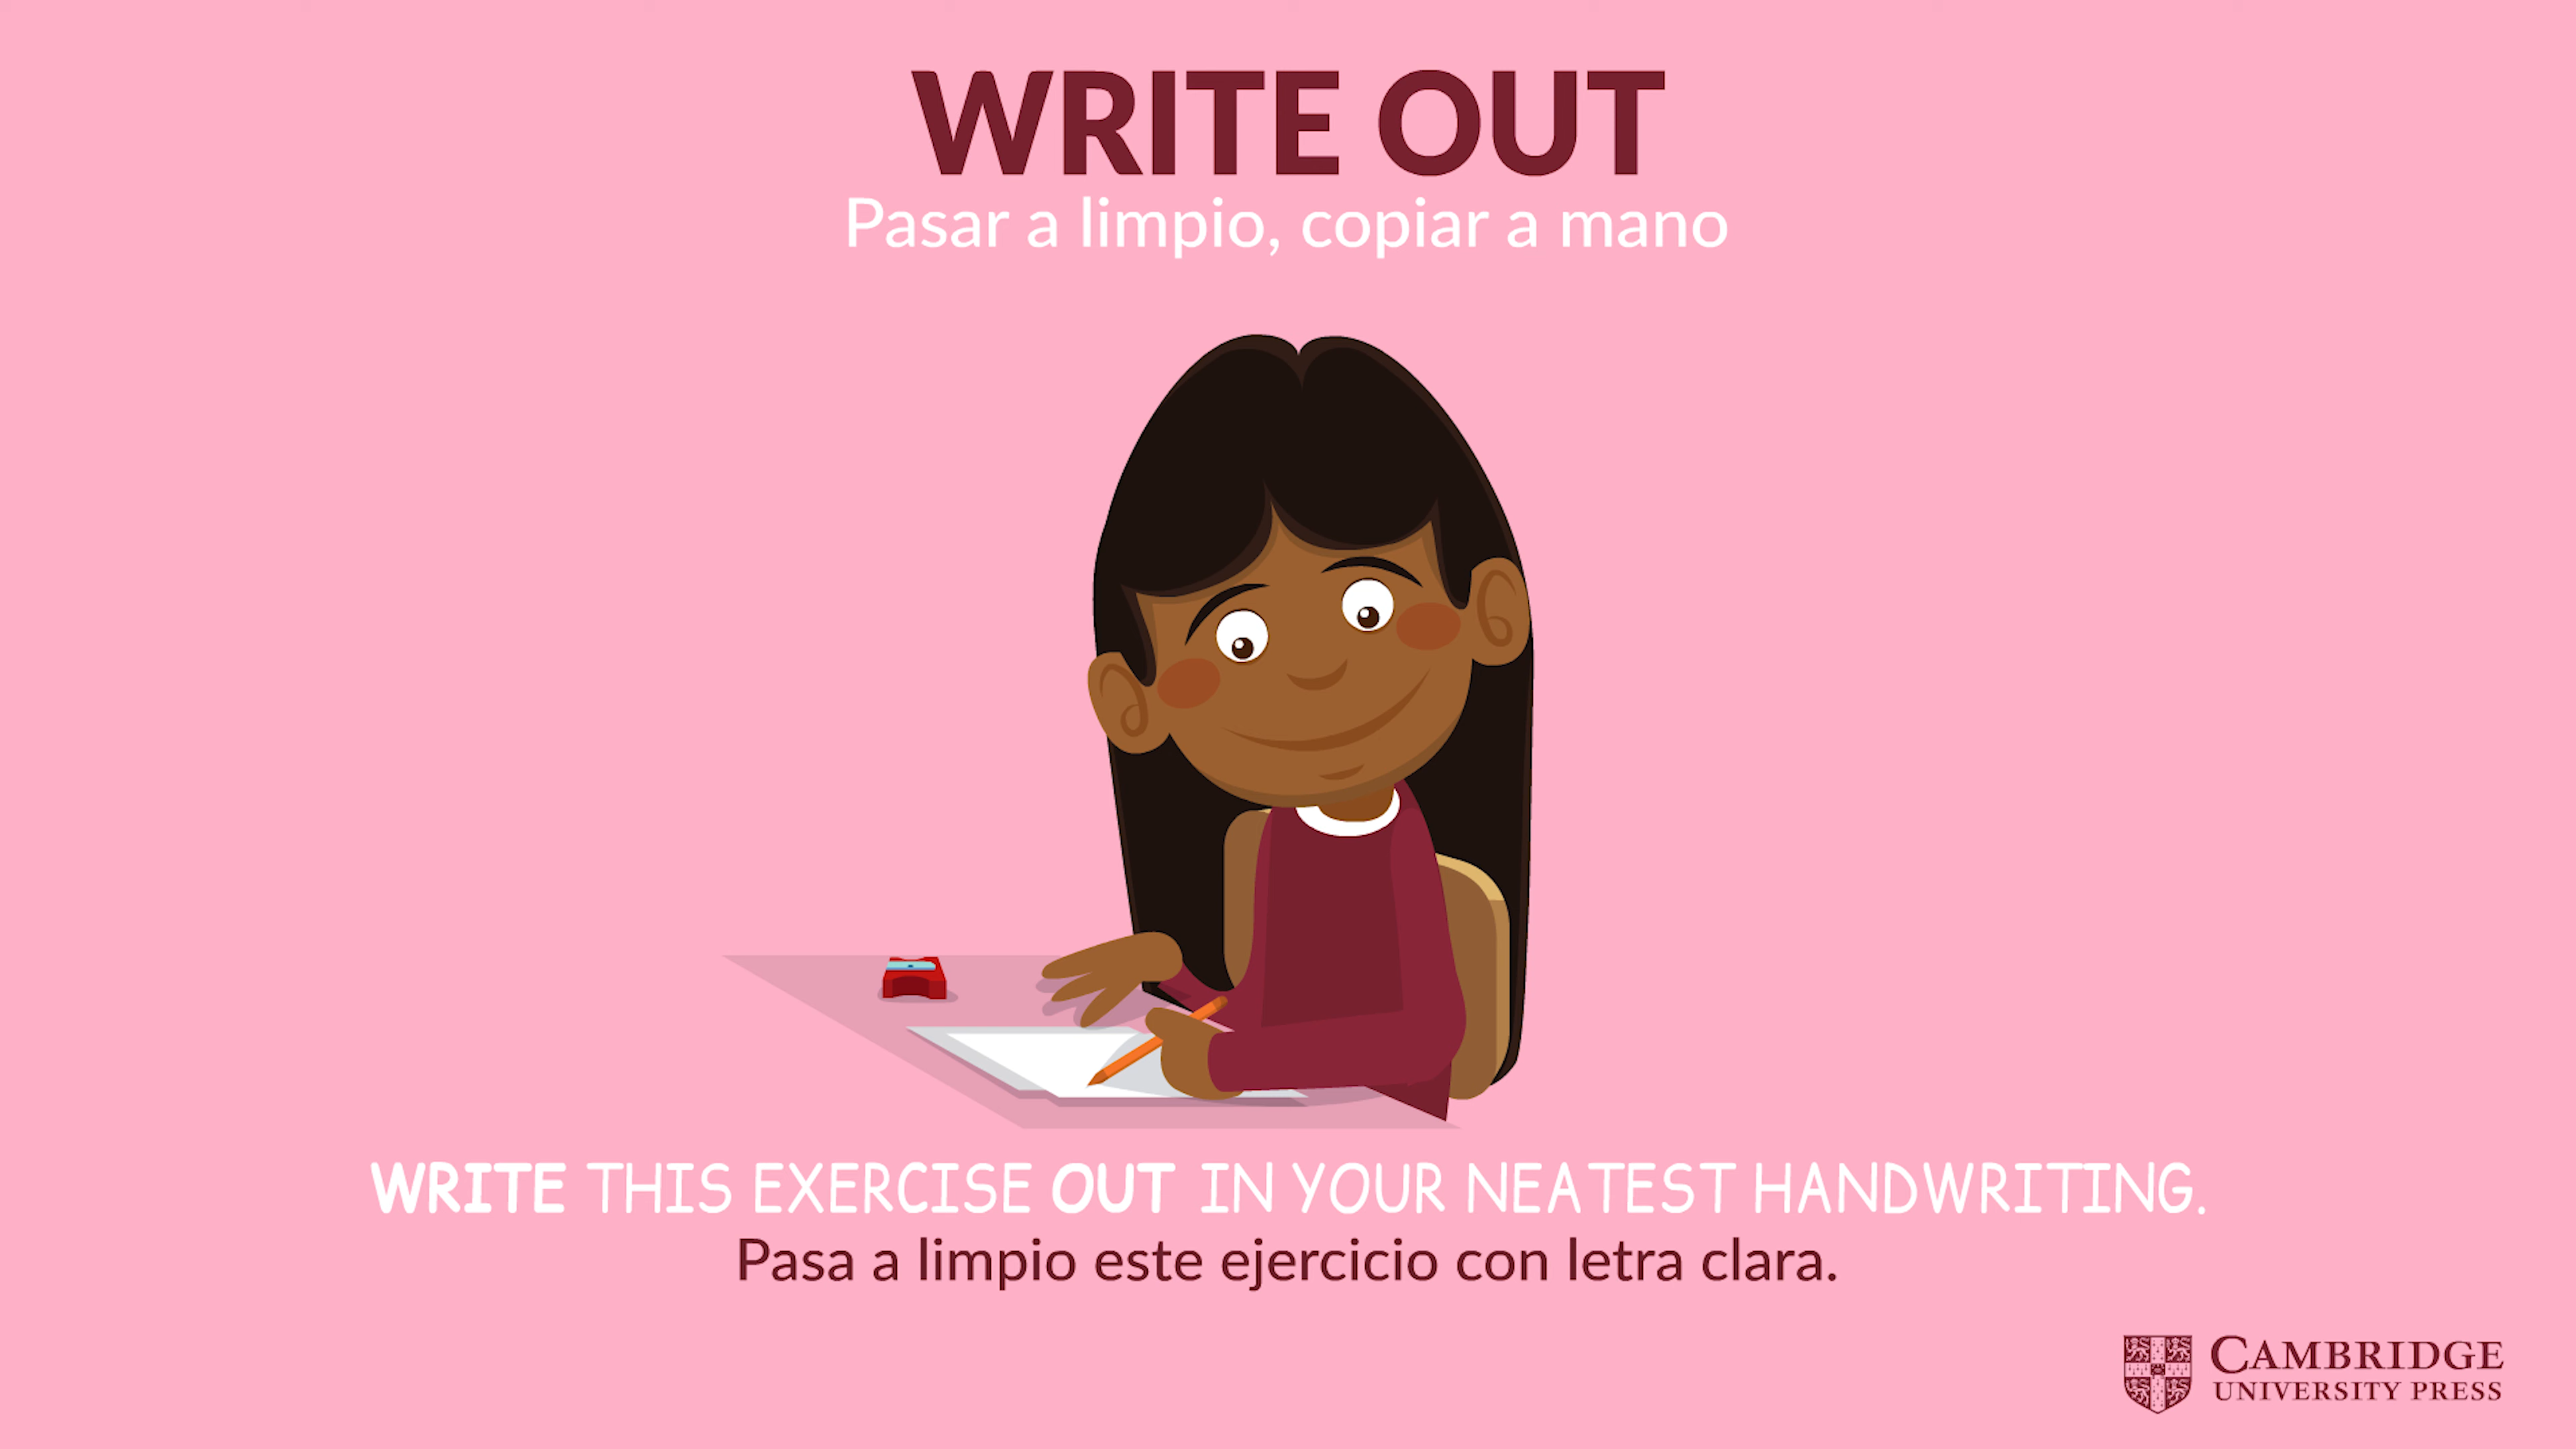 WRITE OUT
Pasar a limpio, copiar a mano
WRITE THIS EXERCISE OUT IN YOUR NEATEST HANDWRITING.
Pasa a limpio este ejercicio con letra clara.
CAMBRIDGE
UNIVERSITY PRESS